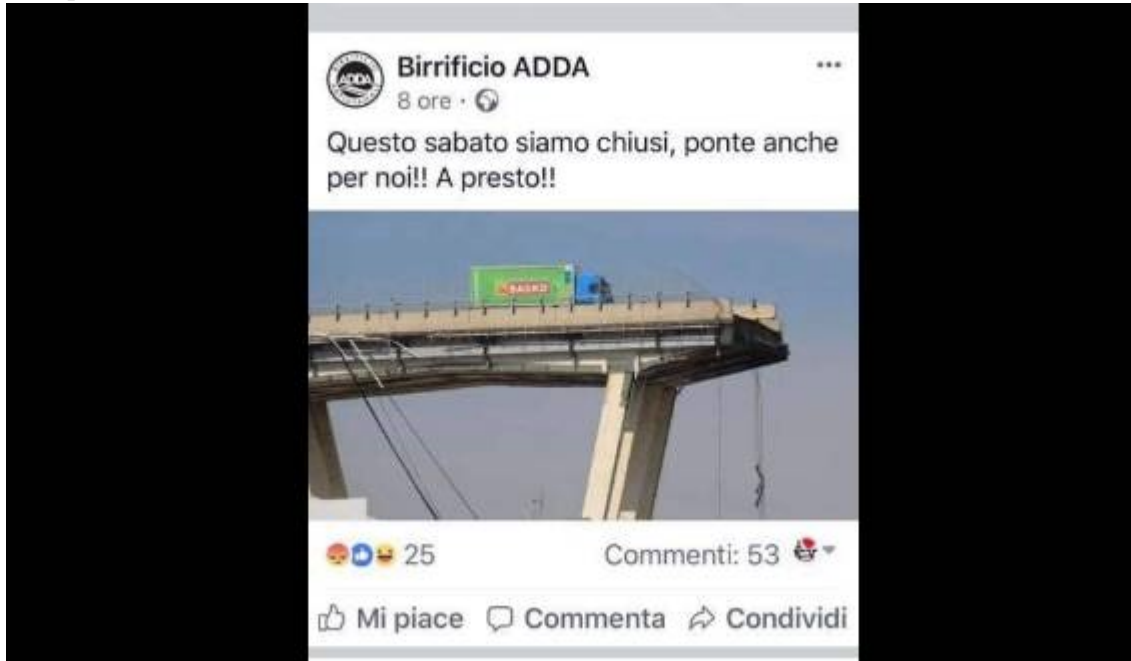 ADDA
Birrificio ADDA
8 ore ·
Questo sabato siamo chiusi, ponte anche
per noi!! A presto!!
BASKO
25
Commenti: 53
Mi piace
Commenta
Condividi